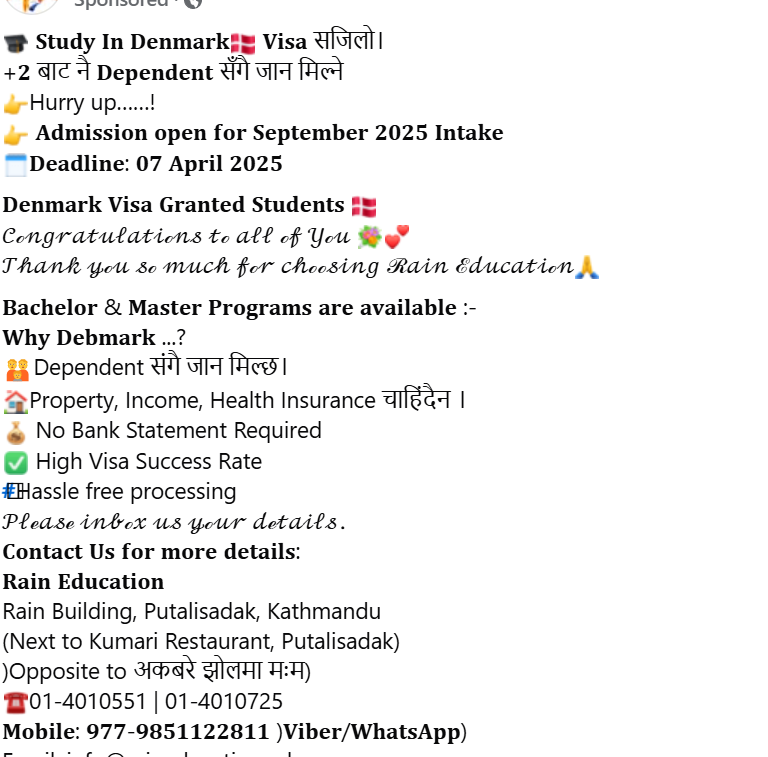 Sponsored ·
🎓 Study In Denmark🇩🇰 Visa सजिलो।
+2 बाट नै Dependent सँगै जान मिल्ने
👉Hurry up......!
👉 Admission open for September 2025 Intake
🗓️Deadline: 07 April 2025
Denmark Visa Granted Students 🇩🇰
𝓒𝓸𝓷𝓰𝓻𝓪𝓽𝓾𝓵𝓪𝓽𝓲𝓸𝓷𝓼 𝓽𝓸 𝓪𝓵𝓵 𝓸𝓯 𝓨𝓸𝓾 💐💕
𝓣𝓱𝓪𝓷𝓴 𝔂𝓸𝓾 𝓼𝓸 𝓶𝓾𝓬𝓱 𝓯𝓸𝓻 𝓬𝓱𝓸𝓸𝓼𝓲𝓷𝓰 𝓡𝓪𝓲𝓷 𝓔𝓭𝓾𝓬𝓪𝓽𝓲𝓸𝓷🙏
Bachelor & Master Programs are available :-
Why Debmark ...?
👨‍👩‍👧‍👦 Dependent संगै जान मिल्छ।
🏠Property, Income, Health Insurance चाहिंदैन ।
💰 No Bank Statement Required
✅ High Visa Success Rate
#Hassle free processing
𝓟𝓵𝓮𝓪𝓼𝓮 𝓲𝓷𝓫𝓸𝔁 𝓾𝓼 𝔂𝓸𝓾𝓻 𝓭𝓮𝓽𝓪𝓲𝓵𝓼.
Contact Us for more details:
Rain Education
Rain Building, Putalisadak, Kathmandu
(Next to Kumari Restaurant, Putalisadak)
)Opposite to अकबरे झोलमा मःम)
☎️01-4010551 | 01-4010725
Mobile: 977-9851122811 )Viber/WhatsApp)